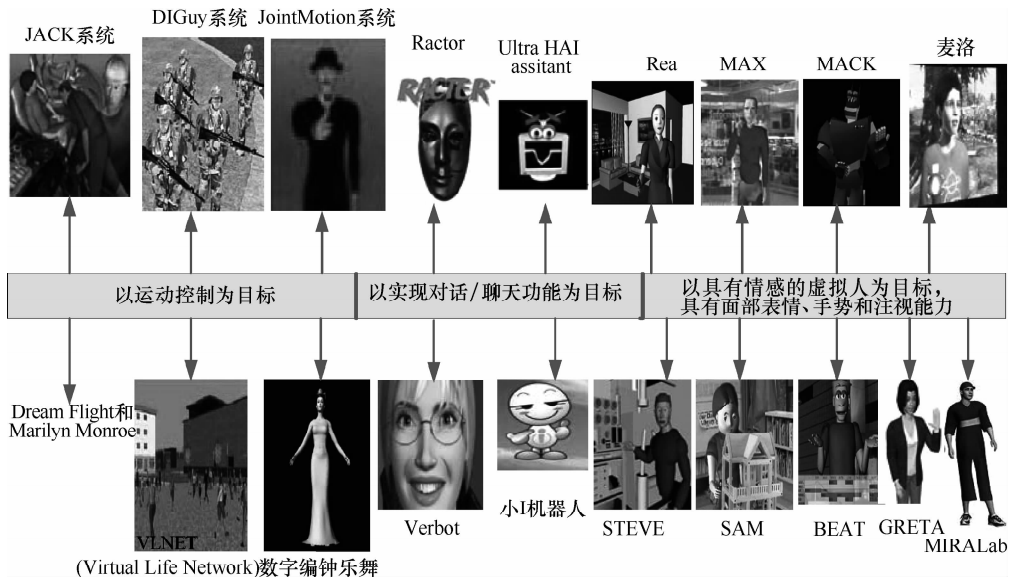 JACK系统
DIGuy系统
JointMotion系统
Ractor
Ultra HAI
assitant
Rea
MAX
MACK
麦洛
RACTER
以运动控制为目标
以实现对话/聊天功能为目标
以具有情感的虚拟人为目标，
具有面部表情、手势和注视能力
Dream Flight和
Marilyn Monroe
VLNET
(Virtual Life Network)
数字编钟乐舞
Verbot
小I机器人
STEVE
SAM
BEAT
GRETA
MIRALab